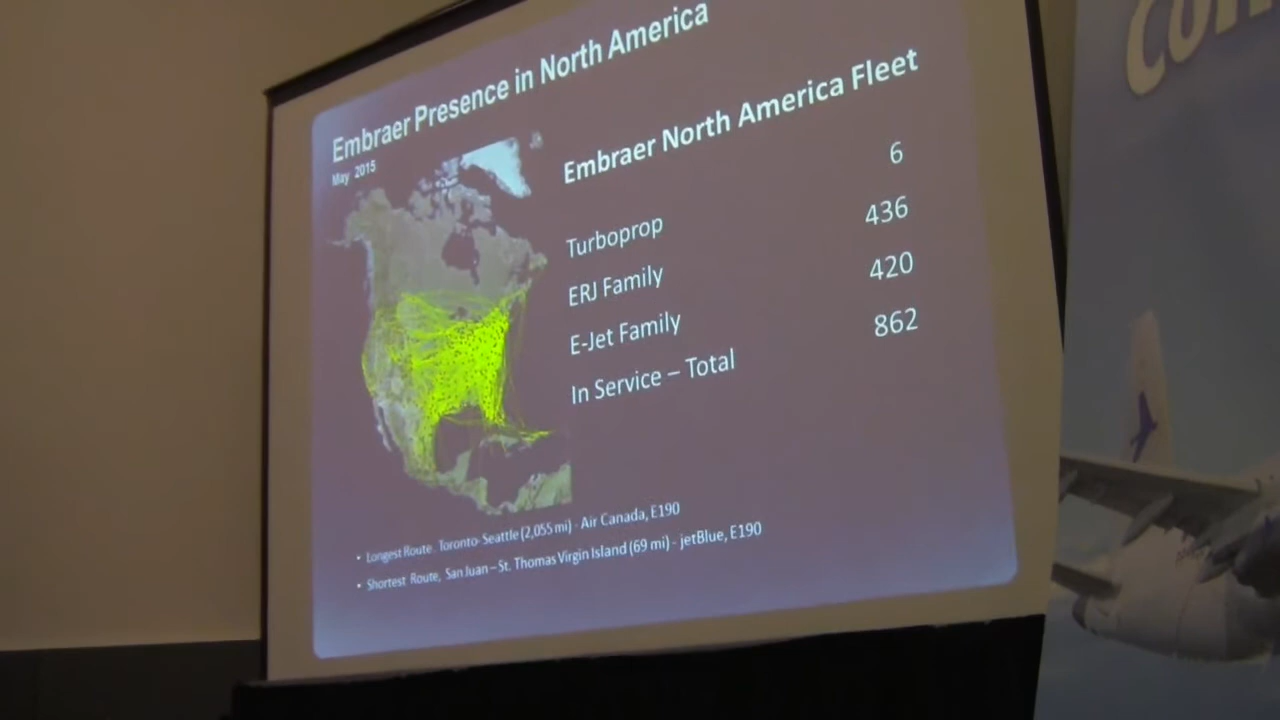 Embraer Presence in North America
May 2015
Embraer North America Fleet
Turboprop 6
ERJ Family 436
E-Jet Family 420
In Service – Total 862
• Longest Route. Toronto- Seattle (2,055 mi) - Air Canada, E190
• Shortest Route, San Juan – St. Thomas Virgin Island (69 mi) - jetBlue, E190